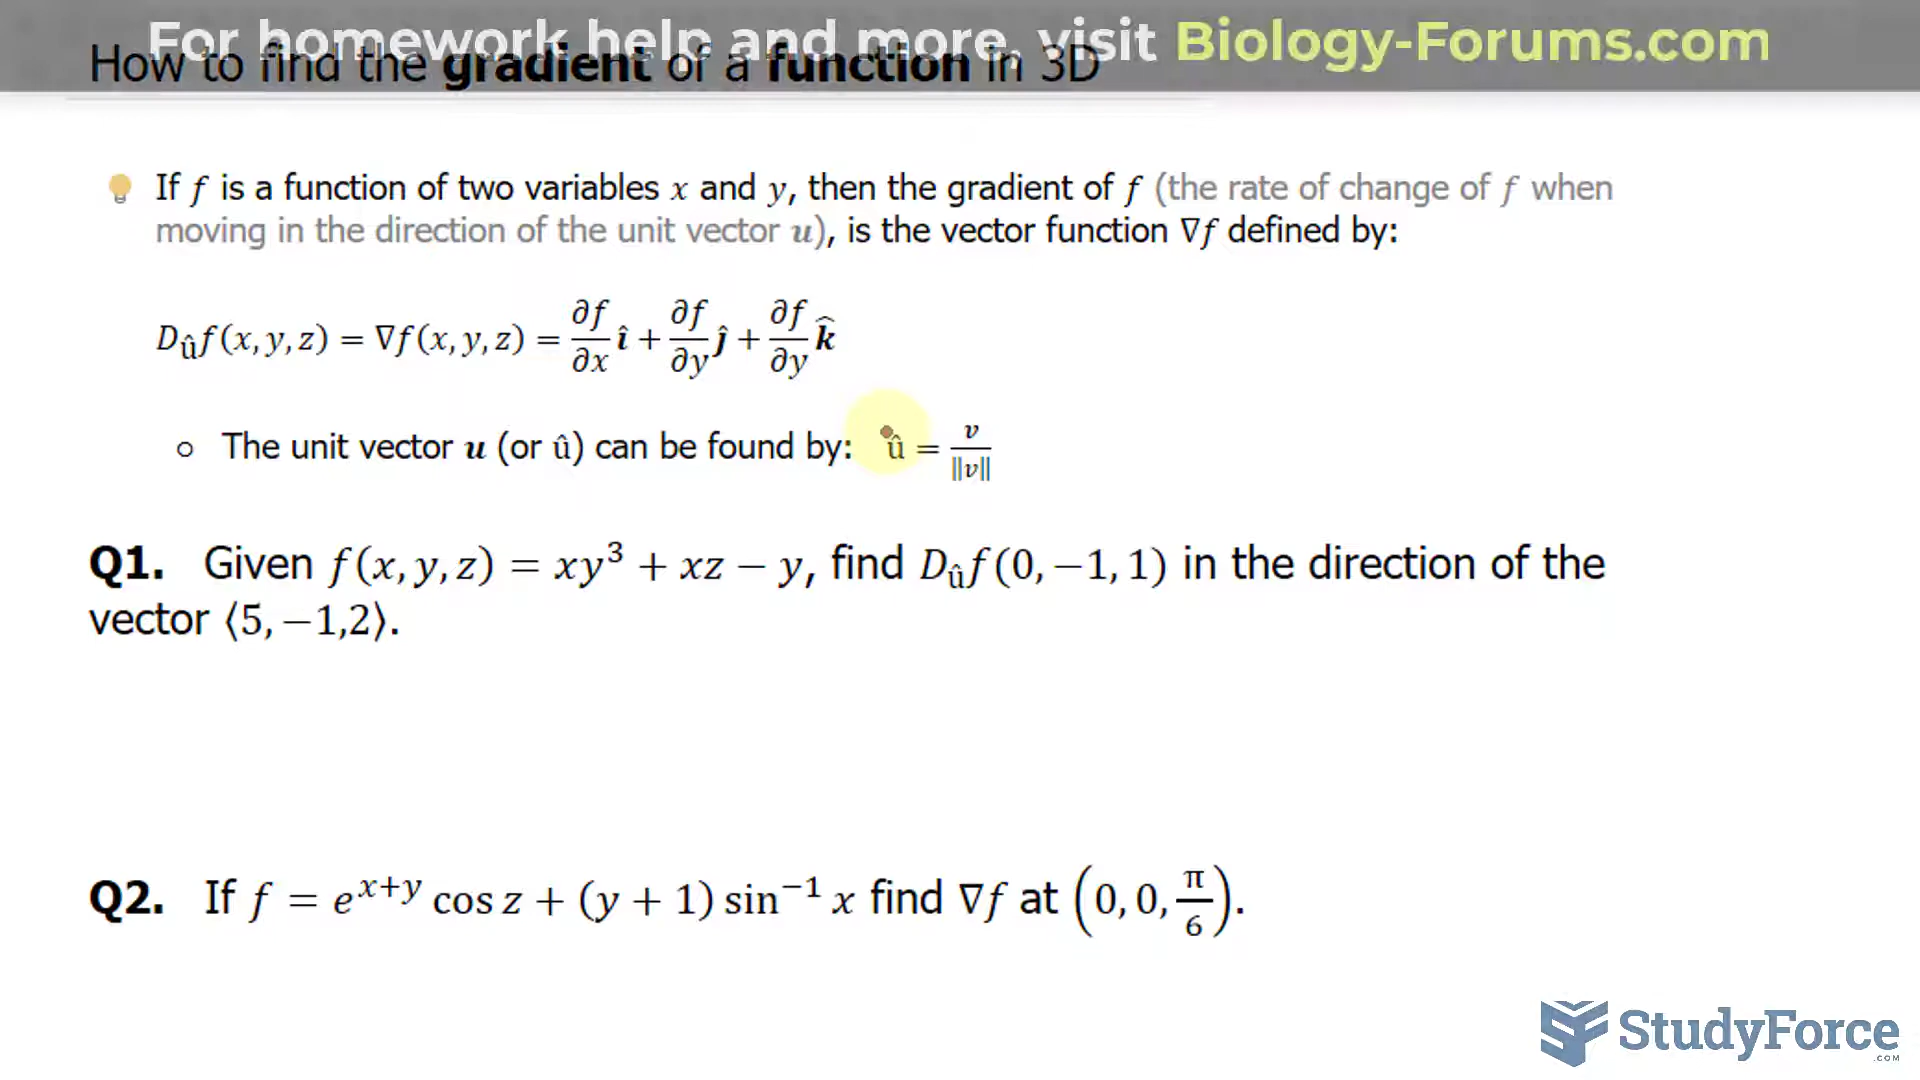 For homework help and more, visit Biology-Forums.com
How to find the gradient of a function in 3D
If f is a function of two variables x and y, then the gradient of f (the rate of change of f when
moving in the direction of the unit vector u), is the vector function ∇f defined by:
D_û f(x, y, z) = ∇f(x, y, z) = ∂f/∂x î + ∂f/∂y ĵ + ∂f/∂y k̂
○ The unit vector u (or û) can be found by: û = v/‖v‖
Q1. Given f(x, y, z) = xy³ + xz − y, find D_û f(0, −1, 1) in the direction of the
vector ⟨5, −1,2⟩.
Q2. If f = e^(x+y) cos z + (y + 1) sin⁻¹ x find ∇f at (0, 0, π/6).
StudyForce
.COM